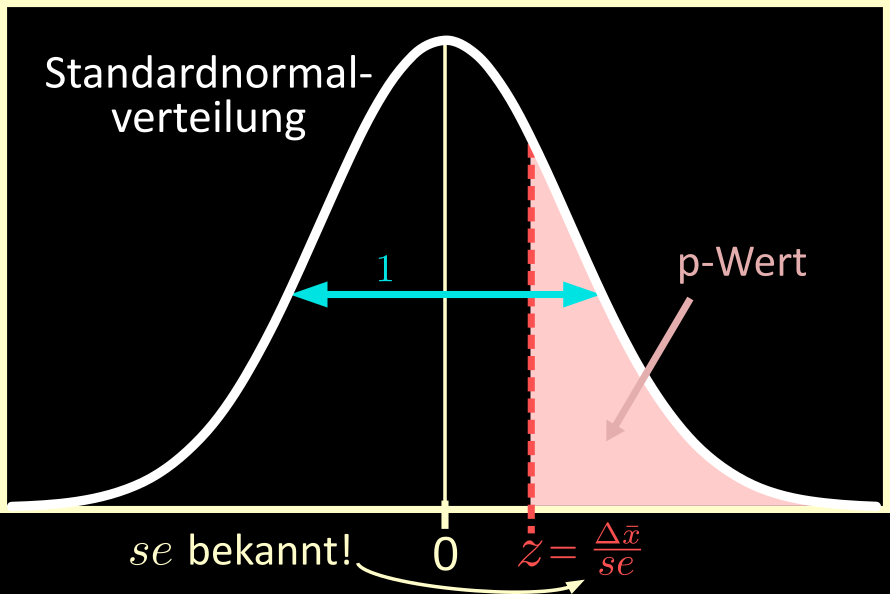 Standardnormal-
verteilung
1
p-Wert
se bekannt!
0
z = Δx̄/se